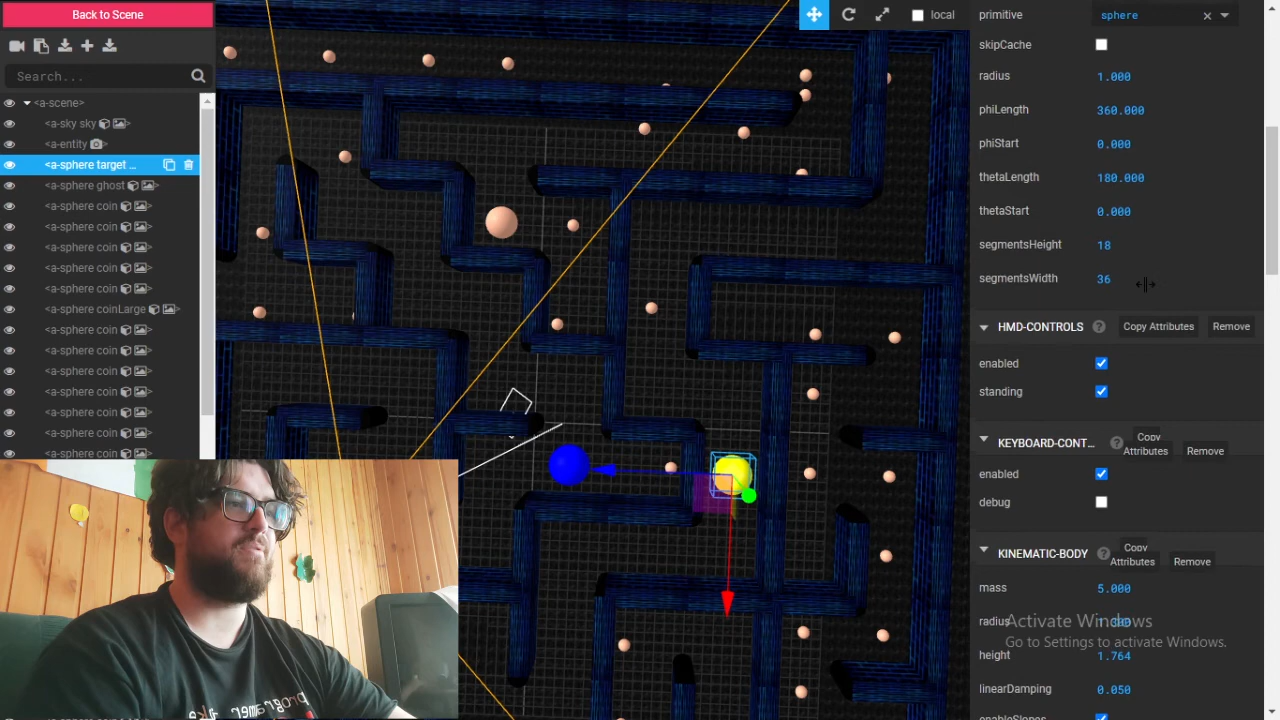 Back to Scene
Search...
<a-scene>
<a-sky sky >
<a-entity >
<a-sphere target ...
<a-sphere ghost >
<a-sphere coin >
<a-sphere coin >
<a-sphere coin >
<a-sphere coin >
<a-sphere coin >
<a-sphere coinLarge >
<a-sphere coin >
<a-sphere coin >
<a-sphere coin >
<a-sphere coin >
<a-sphere coin >
<a-sphere coin >
<a-sphere coin >
local
primitive sphere
skipCache
radius 1.000
phiLength 360.000
phiStart 0.000
thetaLength 180.000
thetaStart 0.000
segmentsHeight 18
segmentsWidth 36
HMD-CONTROLS ? Copy Attributes Remove
enabled
standing
KEYBOARD-CONT... ? Copy Attributes Remove
enabled
debug
KINEMATIC-BODY ? Copy Attributes Remove
mass 5.000
radius
Activate Windows
Go to Settings to activate Windows.
height 1.764
linearDamping 0.050
enableSlopes